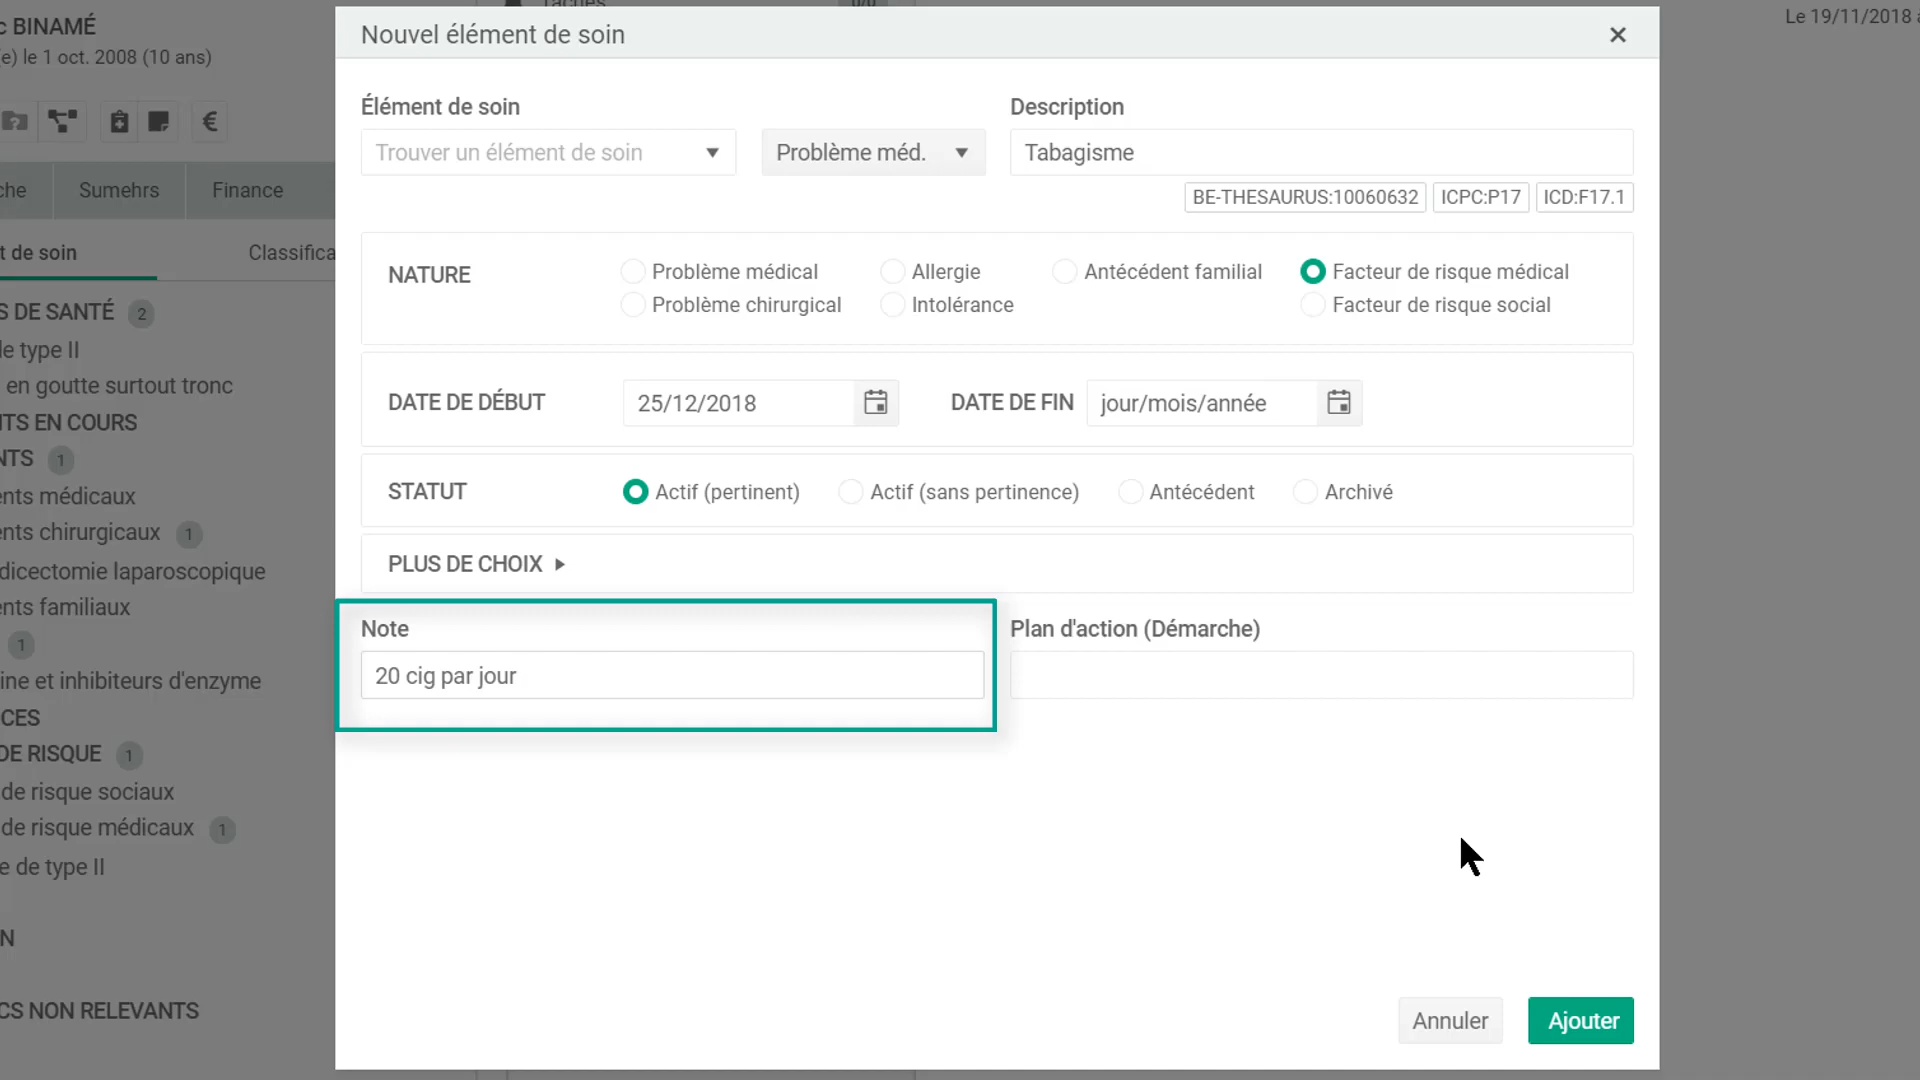 Tâches
0/0
Le 19/11/2018 à
c BINAMÉ
(e) le 1 oct. 2008 (10 ans)
che
Sumehrs
Finance
t de soin
Classifica
S DE SANTÉ 2
de type II
en goutte surtout tronc
NTS EN COURS
NTS 1
ents médicaux
ents chirurgicaux 1
dicectomie laparoscopique
ents familiaux
1
ine et inhibiteurs d'enzyme
CES
DE RISQUE 1
de risque sociaux
de risque médicaux 1
e de type II
N
CS NON RELEVANTS
Nouvel élément de soin
Élément de soin
Description
Trouver un élément de soin
Problème méd.
Tabagisme
BE-THESAURUS:10060632
ICPC:P17
ICD:F17.1
NATURE
Problème médical
Allergie
Antécédent familial
Facteur de risque médical
Problème chirurgical
Intolérance
Facteur de risque social
DATE DE DÉBUT
25/12/2018
DATE DE FIN
jour/mois/année
STATUT
Actif (pertinent)
Actif (sans pertinence)
Antécédent
Archivé
PLUS DE CHOIX
Note
Plan d'action (Démarche)
20 cig par jour
Annuler
Ajouter